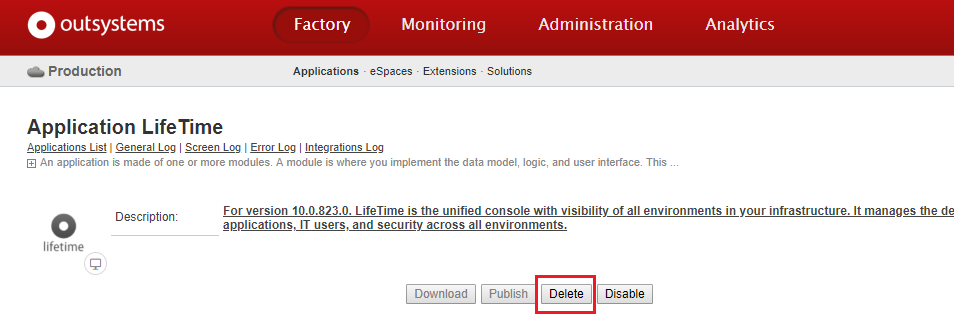 outsystems Factory Monitoring Administration Analytics
Production Applications · eSpaces · Extensions · Solutions
Application LifeTime
Applications List | General Log | Screen Log | Error Log | Integrations Log
An application is made of one or more modules. A module is where you implement the data model, logic, and user interface. This ...
Description: For version 10.0.823.0. LifeTime is the unified console with visibility of all environments in your infrastructure. It manages the de
applications, IT users, and security across all environments.
lifetime
Download Publish Delete Disable